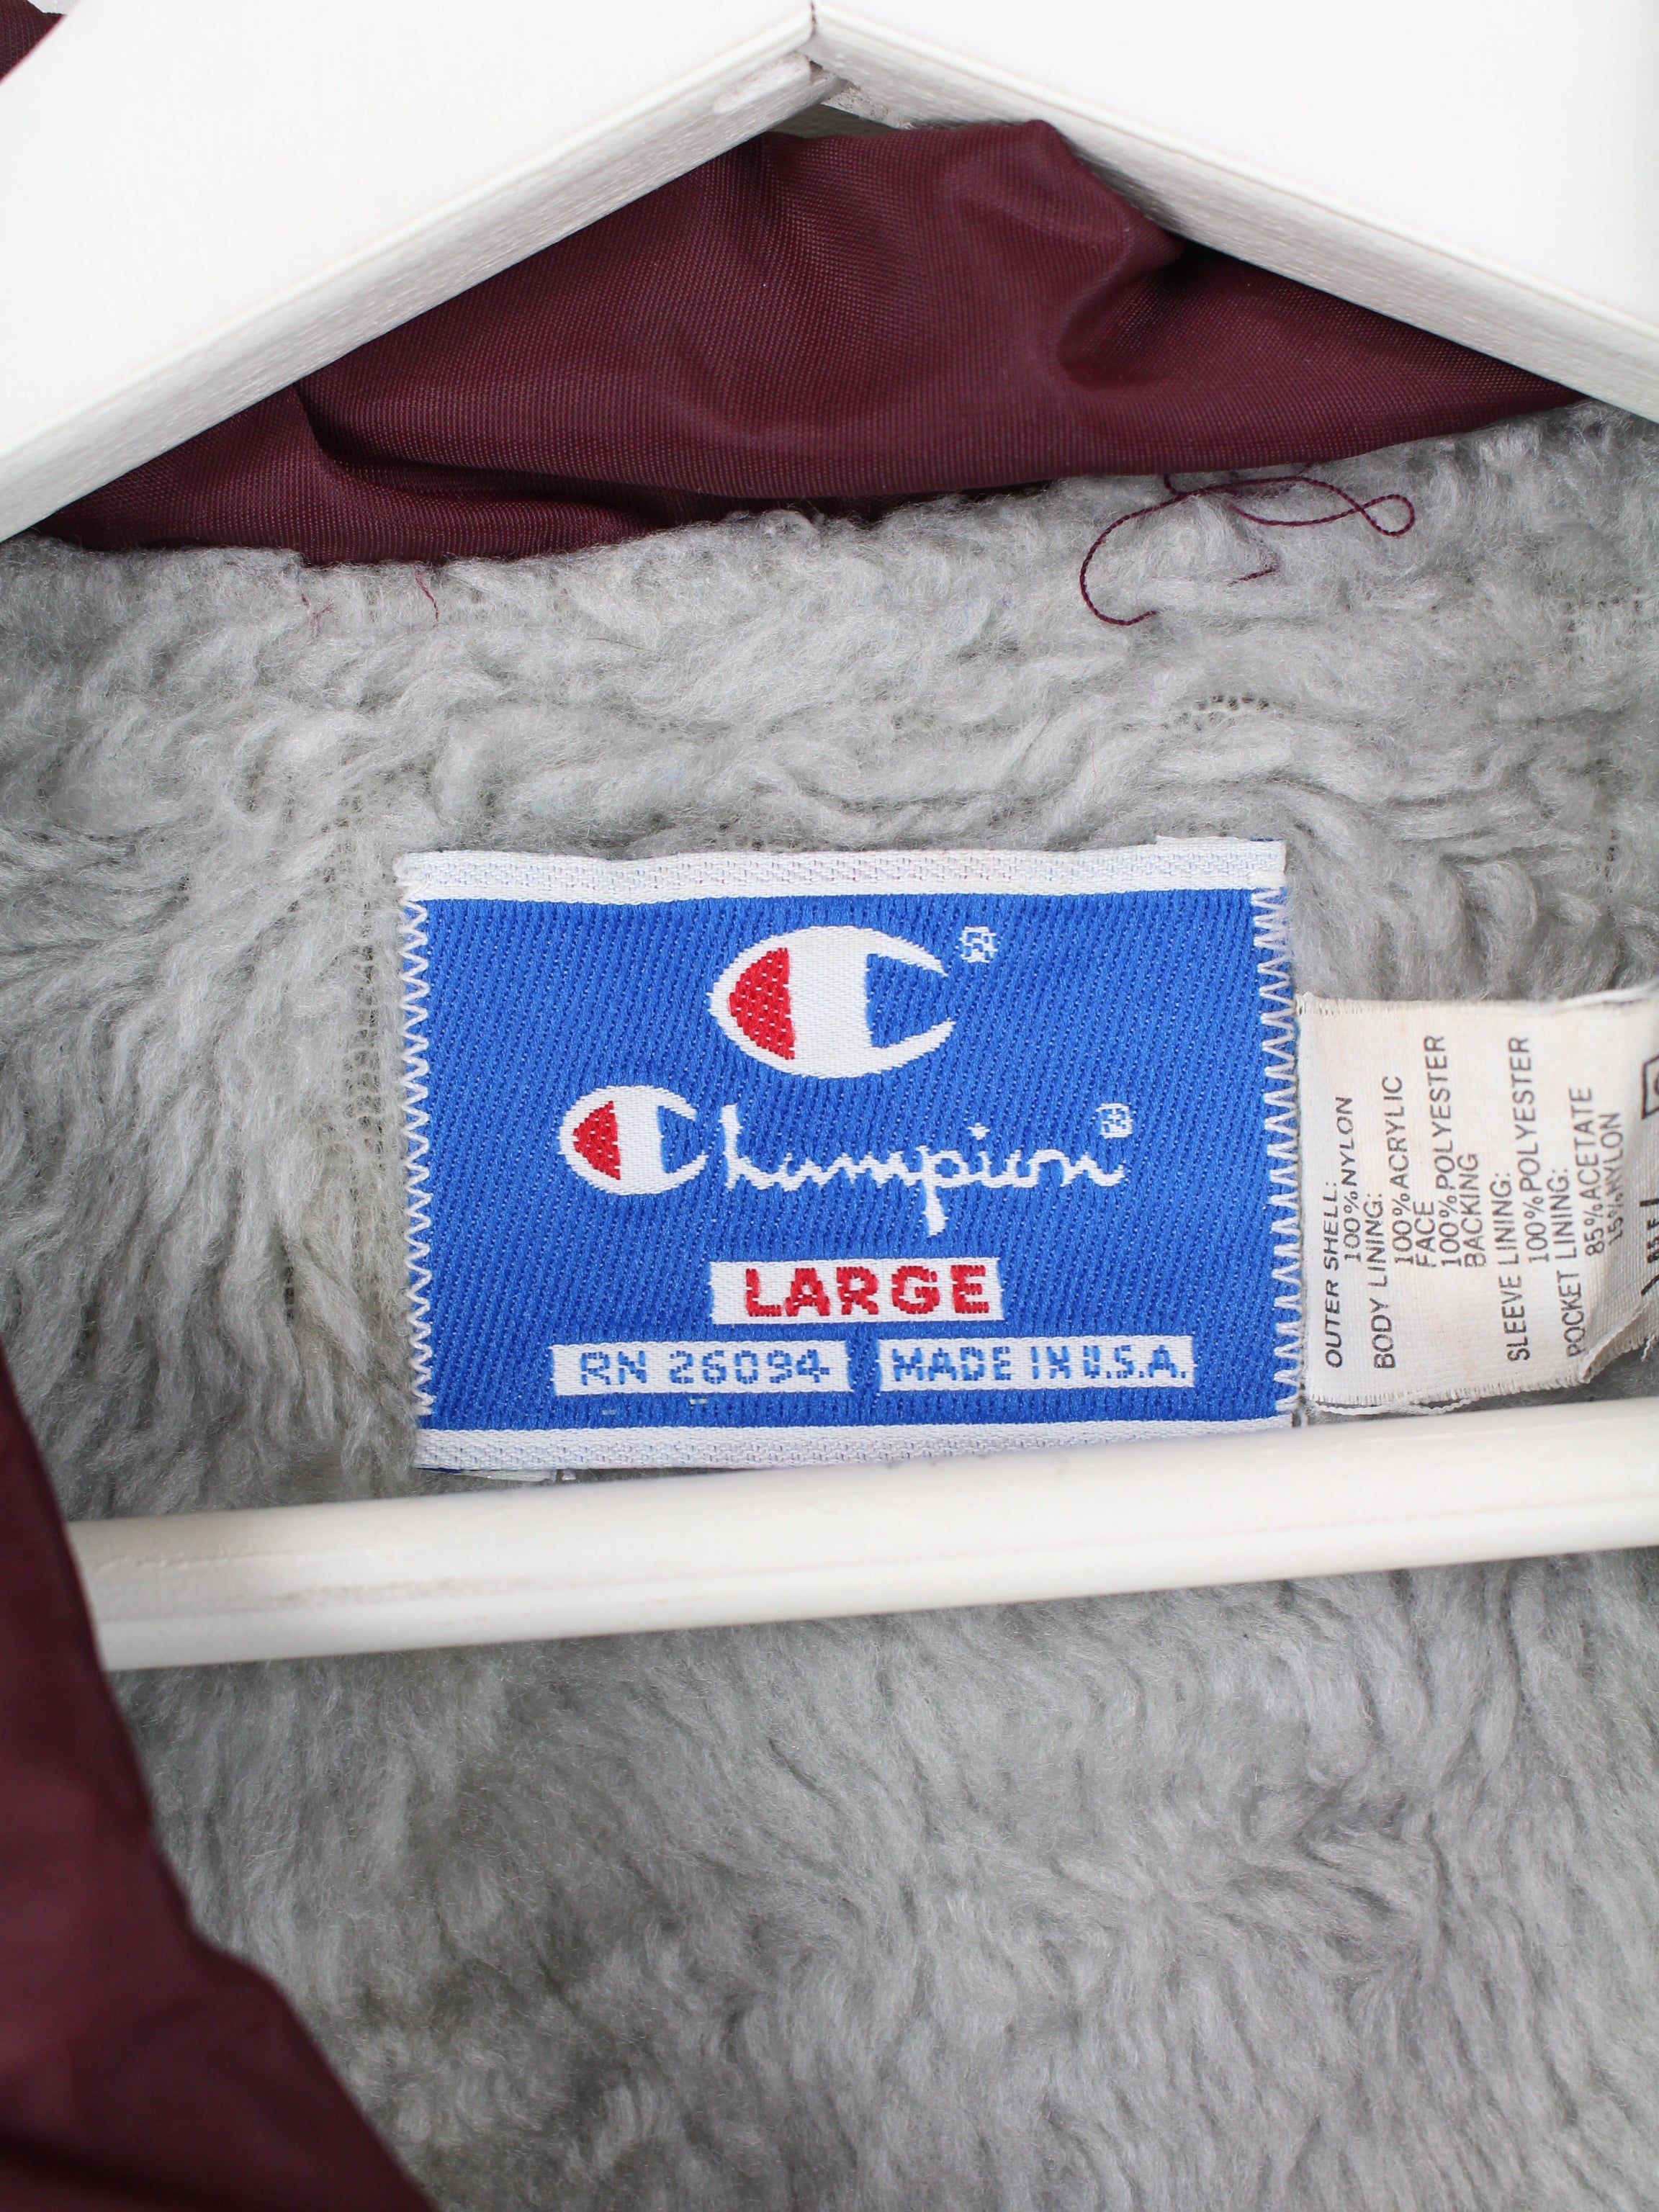 ®
Champion®
LARGE
RN 26094 MADE IN U.S.A.
OUTER SHELL:
100% NYLON
BODY LINING:
100% ACRYLIC
FACE
100% POLYESTER
BACKING
SLEEVE LINING:
100% POLYESTER
POCKET LINING:
85% ACETATE
15% NYLON